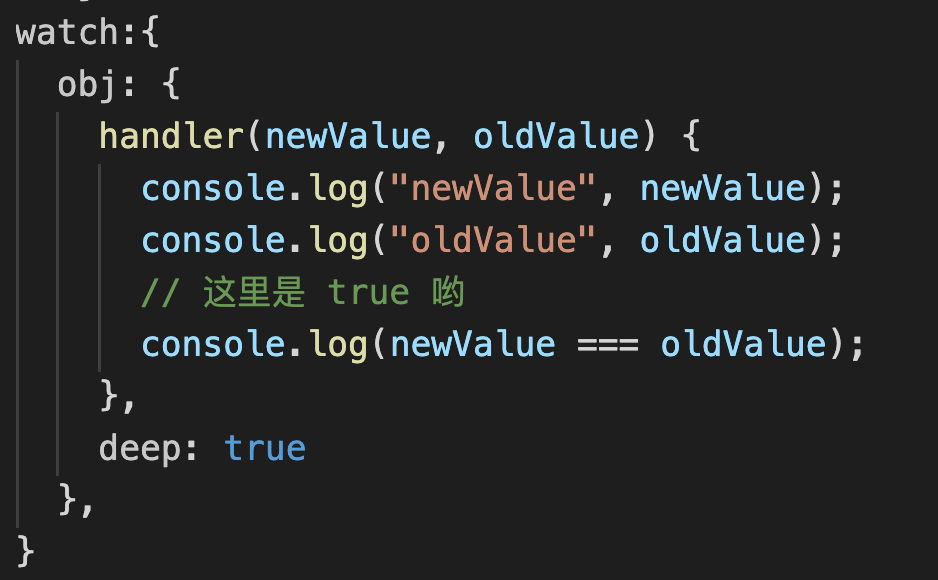 watch:{
obj: {
handler(newValue, oldValue) {
console.log("newValue", newValue);
console.log("oldValue", oldValue);
// 这里是 true 哟
console.log(newValue === oldValue);
},
deep: true
},
}